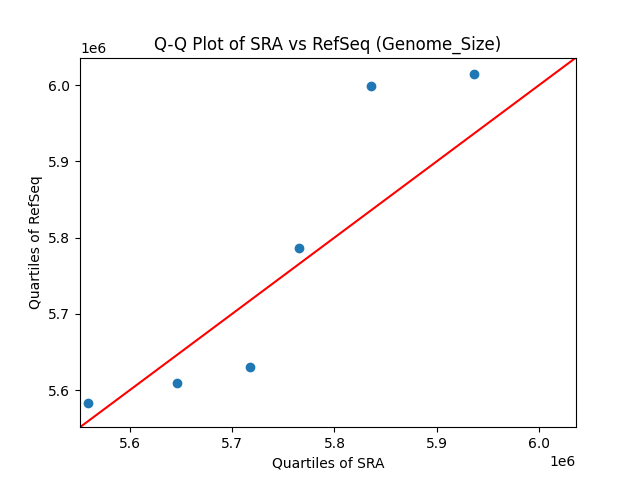 Q-Q Plot of SRA vs RefSeq (Genome_Size)
1e6
6.0
5.9
5.8
5.7
5.6
Quartiles of RefSeq
5.6 5.7 5.8 5.9 6.0
1e6
Quartiles of SRA